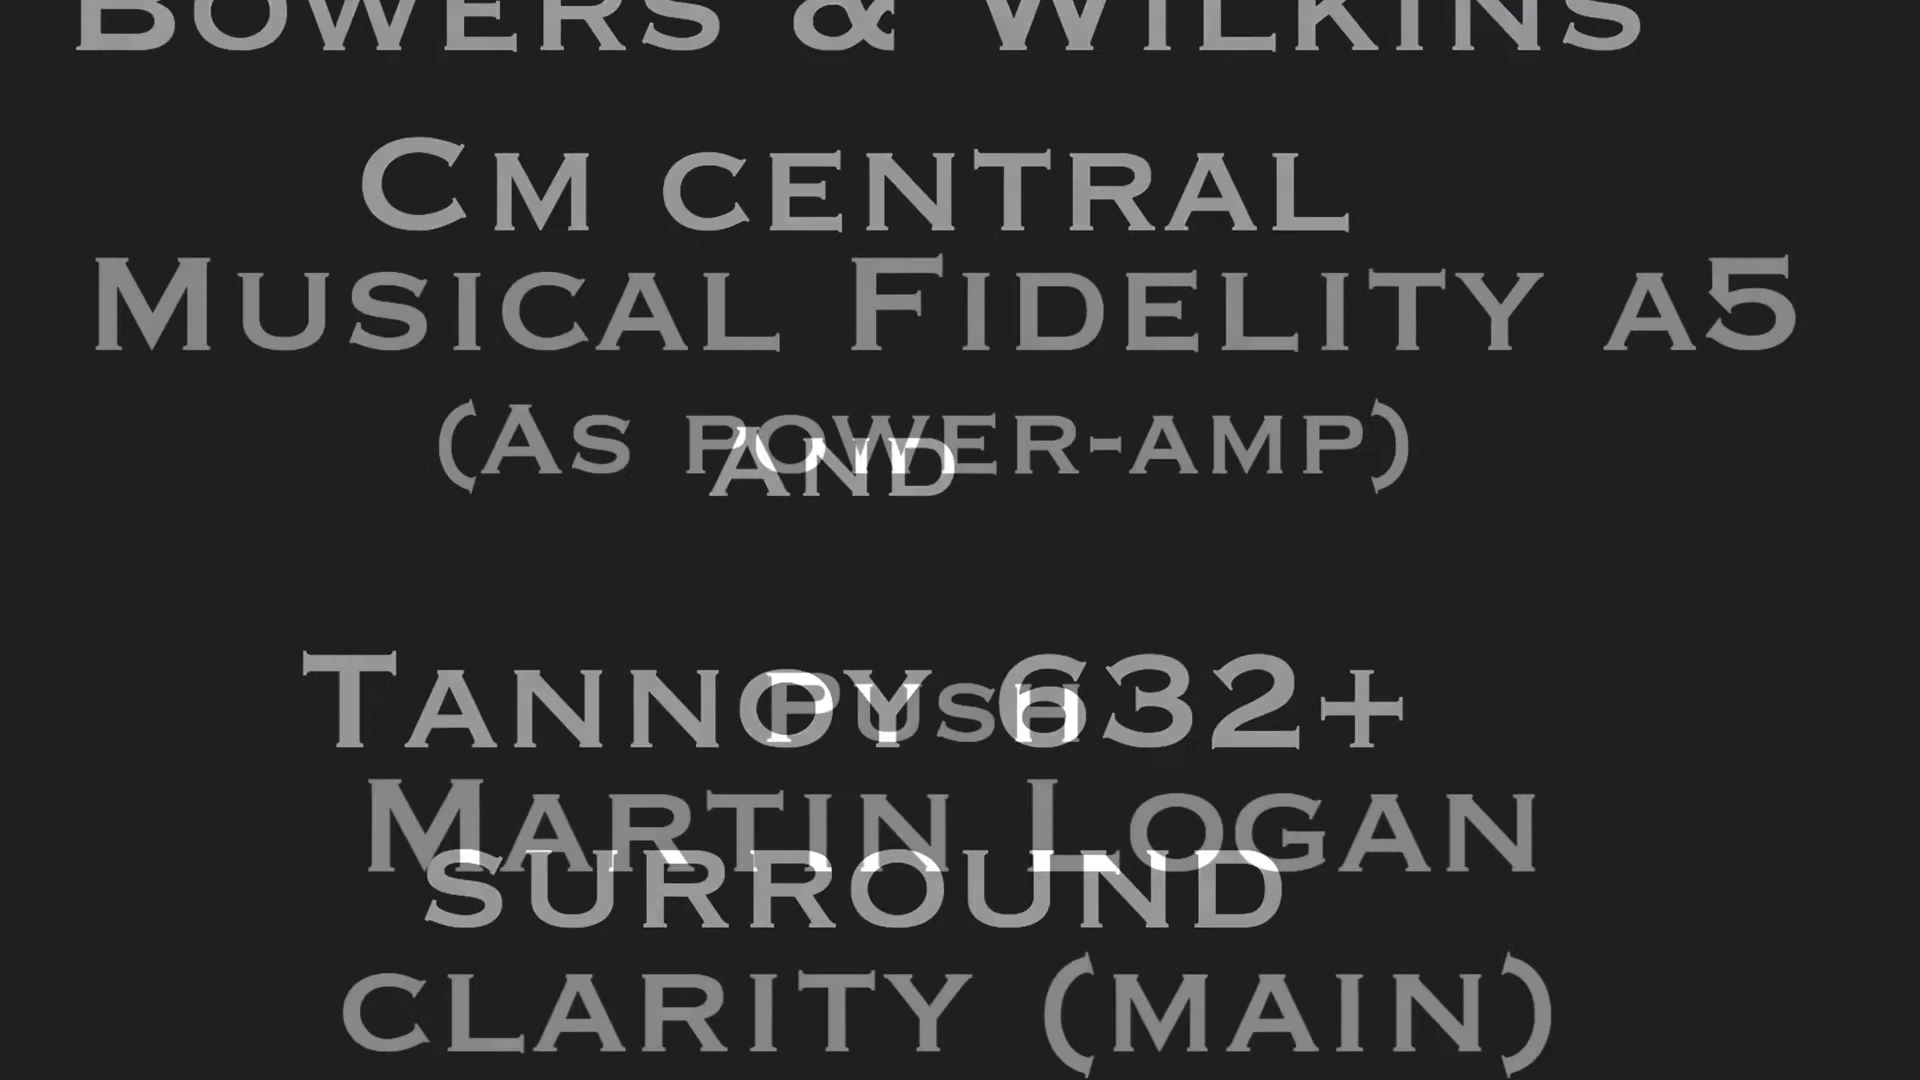 Bowers & Wilkins
Cm central
Musical Fidelity a5
(As power-amp)
And
Tannoy 632+
Push
Martin Logan
surround
clarity (main)